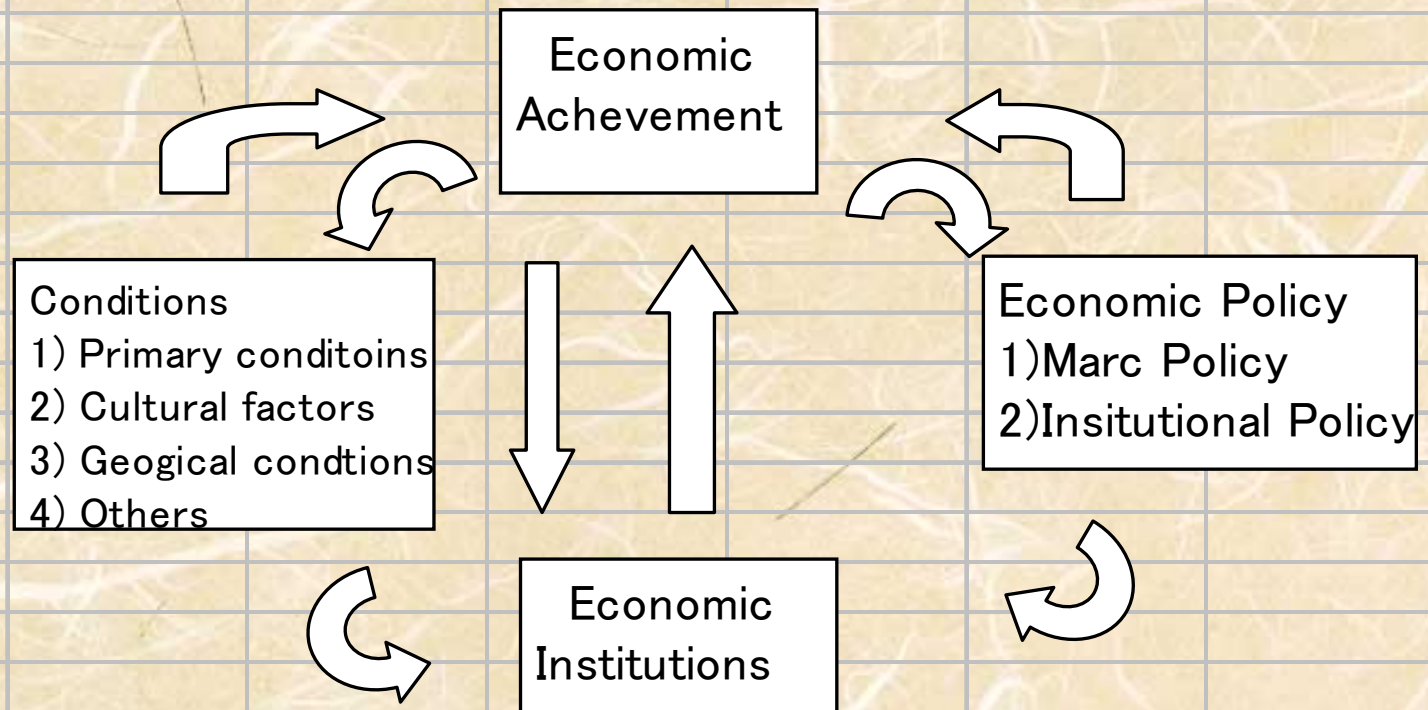 Economic
Achevement
Conditions
1) Primary conditoins
2) Cultural factors
3) Geogical condtions
4) Others
Economic Policy
1)Marc Policy
2)Insitutional Policy
Economic
Institutions